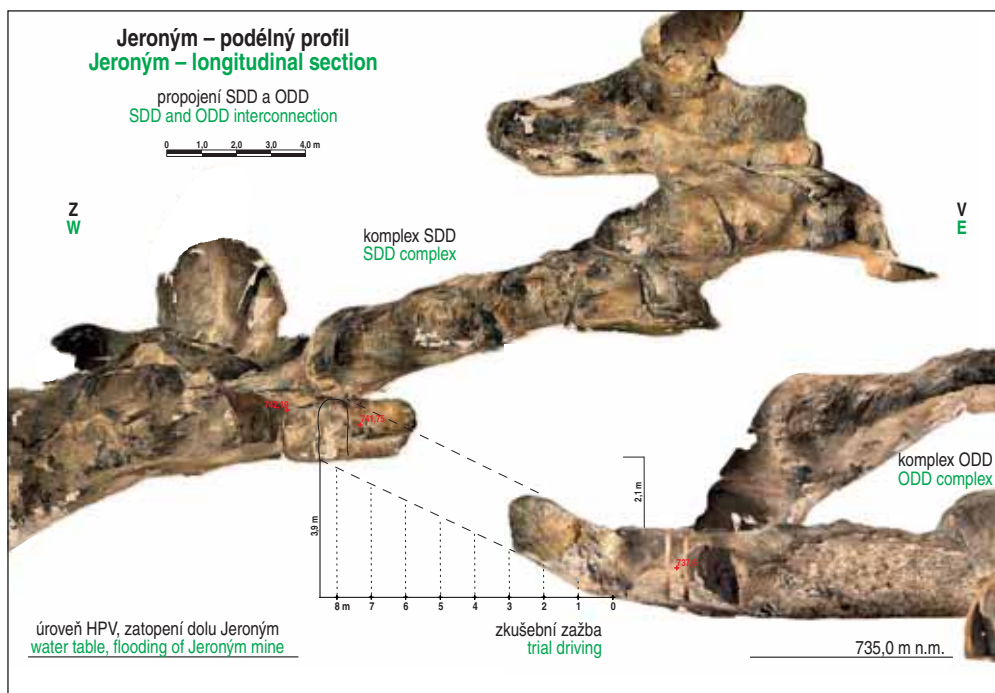 Jeroným – podélný profil
Jeroným – longitudinal section
propojení SDD a ODD
SDD and ODD interconnection
0 1,0 2,0 3,0 4,0 m
Z
W
V
E
komplex SDD
SDD complex
741,75
komplex ODD
ODD complex
2,1 m
3,9 m
8 m 7 6 5 4 3 2 1 0
zkušební zažba
trial driving
úroveň HPV, zatopení dolu Jeroným
water table, flooding of Jeroným mine
735,0 m n.m.